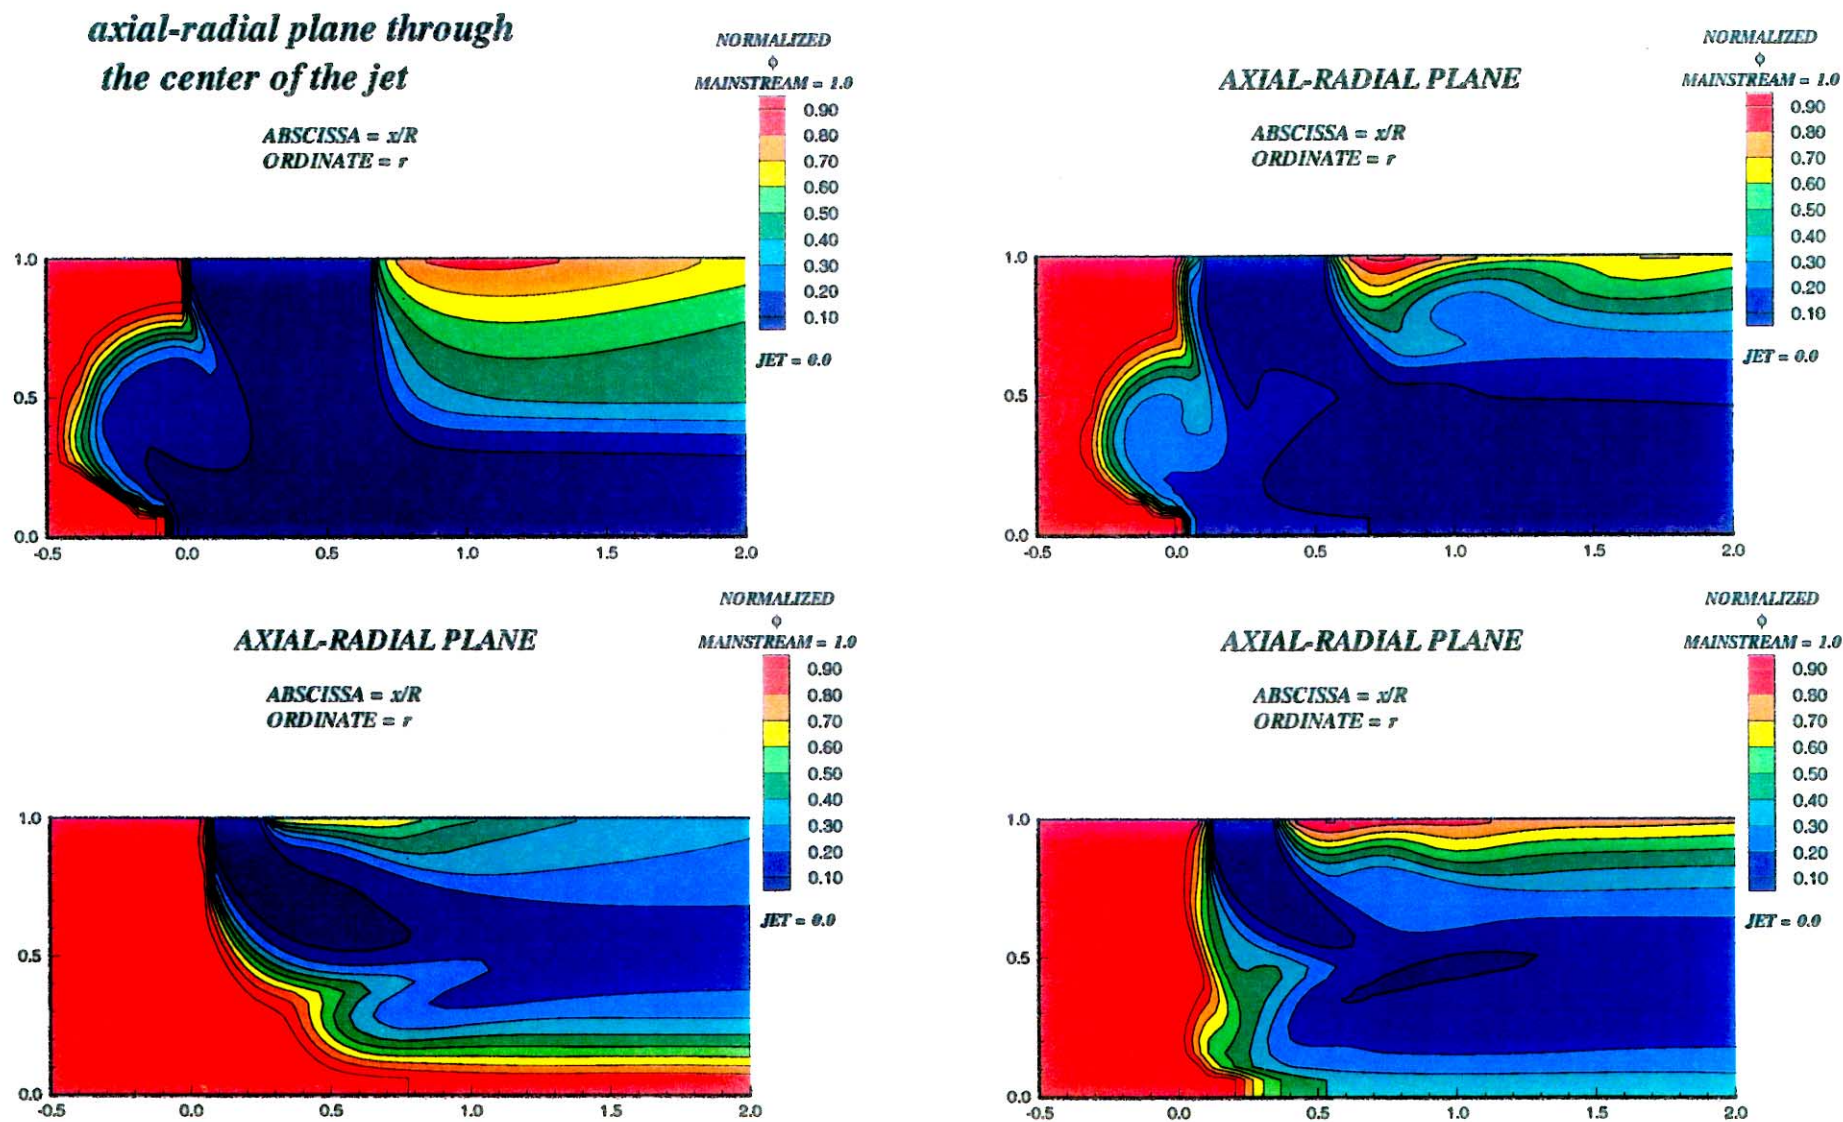 axial-radial plane through
the center of the jet
ABSCISSA = x/R
ORDINATE = r
NORMALIZED
ϕ
MAINSTREAM = 1.0
0.90
0.80
0.70
0.60
0.50
0.40
0.30
0.20
0.10
JET = 0.0
1.0
0.5
0.0
-0.5 0.0 0.5 1.0 1.5 2.0
AXIAL-RADIAL PLANE
ABSCISSA = x/R
ORDINATE = r
NORMALIZED
ϕ
MAINSTREAM = 1.0
0.90
0.80
0.70
0.60
0.50
0.40
0.30
0.20
0.10
JET = 0.0
1.0
0.5
0.0
-0.5 0.0 0.5 1.0 1.5 2.0
AXIAL-RADIAL PLANE
ABSCISSA = x/R
ORDINATE = r
NORMALIZED
ϕ
MAINSTREAM = 1.0
0.90
0.80
0.70
0.60
0.50
0.40
0.30
0.20
0.10
JET = 0.0
1.0
0.5
0.0
-0.5 0.0 0.5 1.0 1.5 2.0
AXIAL-RADIAL PLANE
ABSCISSA = x/R
ORDINATE = r
NORMALIZED
ϕ
MAINSTREAM = 1.0
0.90
0.80
0.70
0.60
0.50
0.40
0.30
0.20
0.10
JET = 0.0
1.0
0.5
0.0
-0.5 0.0 0.5 1.0 1.5 2.0